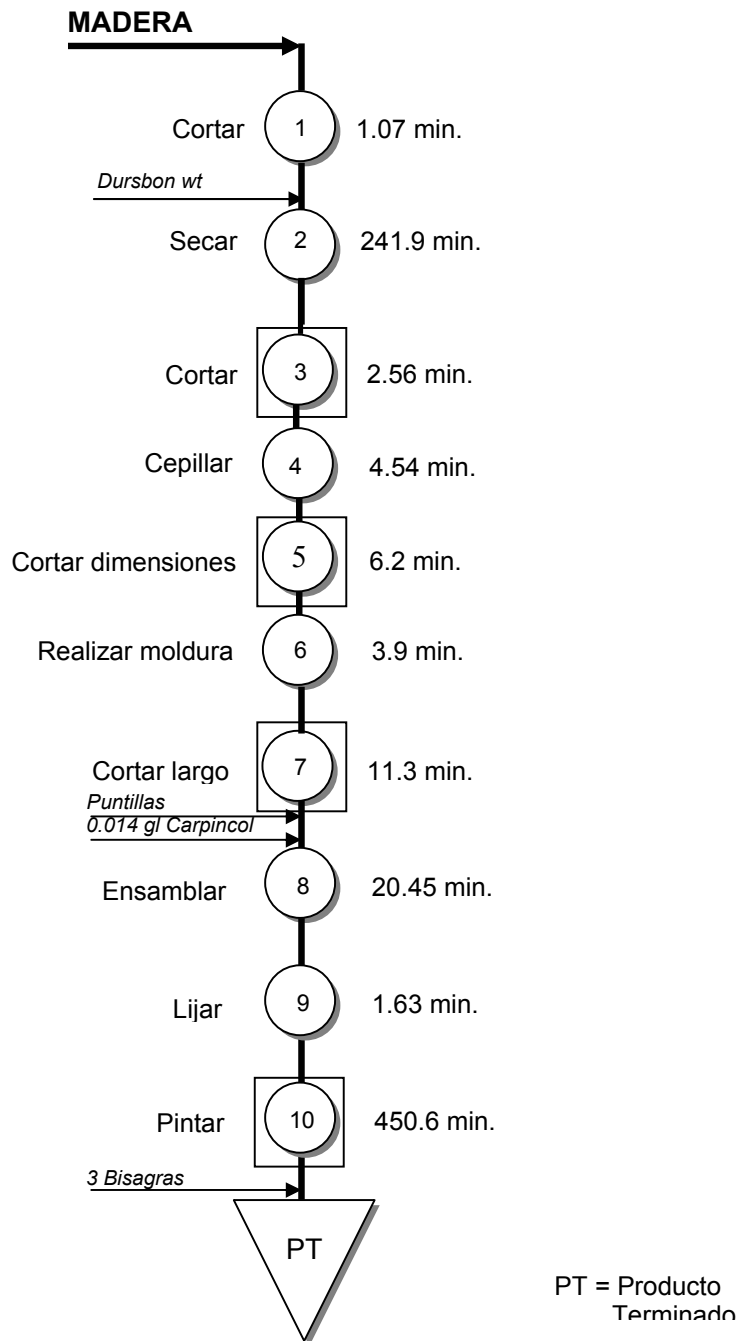 MADERA
Cortar 1 1.07 min.
Dursbon wt
Secar 2 241.9 min.
Cortar 3 2.56 min.
Cepillar 4 4.54 min.
Cortar dimensiones 5 6.2 min.
Realizar moldura 6 3.9 min.
Cortar largo 7 11.3 min.
Puntillas
0.014 gl Carpincol
Ensamblar 8 20.45 min.
Lijar 9 1.63 min.
Pintar 10 450.6 min.
3 Bisagras
PT
PT = Producto
Terminado